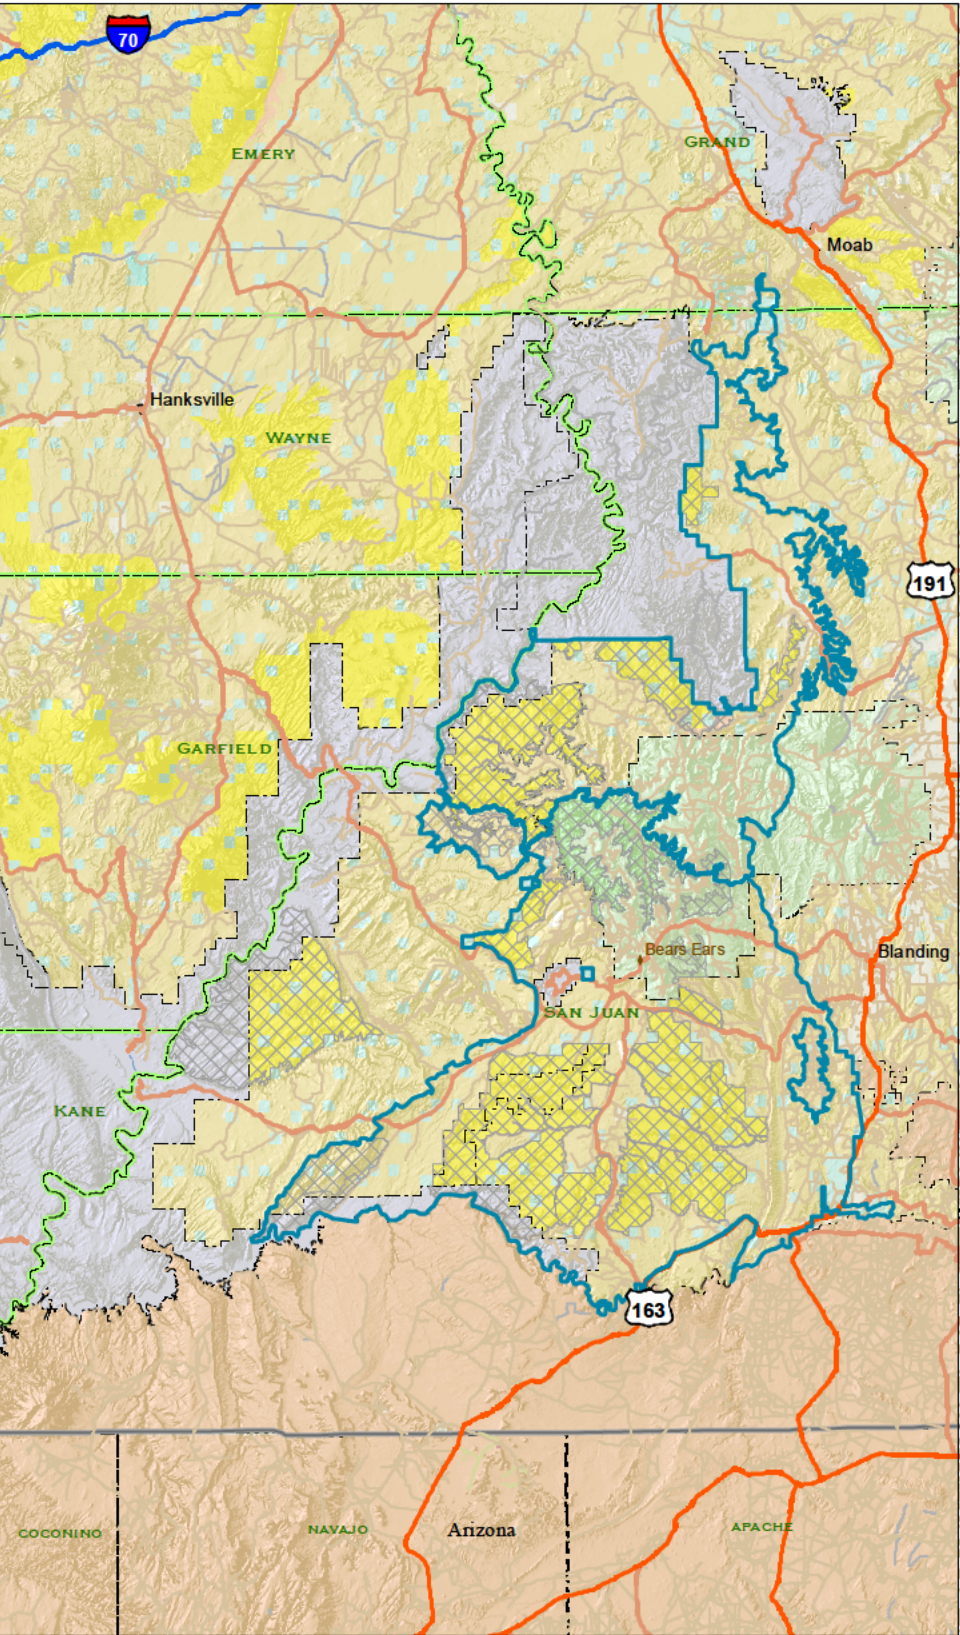 70
EMERY
GRAND
Moab
Hanksville
WAYNE
191
GARFIELD
Bears Ears
Blanding
SAN JUAN
KANE
163
COCONINO
NAVAJO
Arizona
APACHE